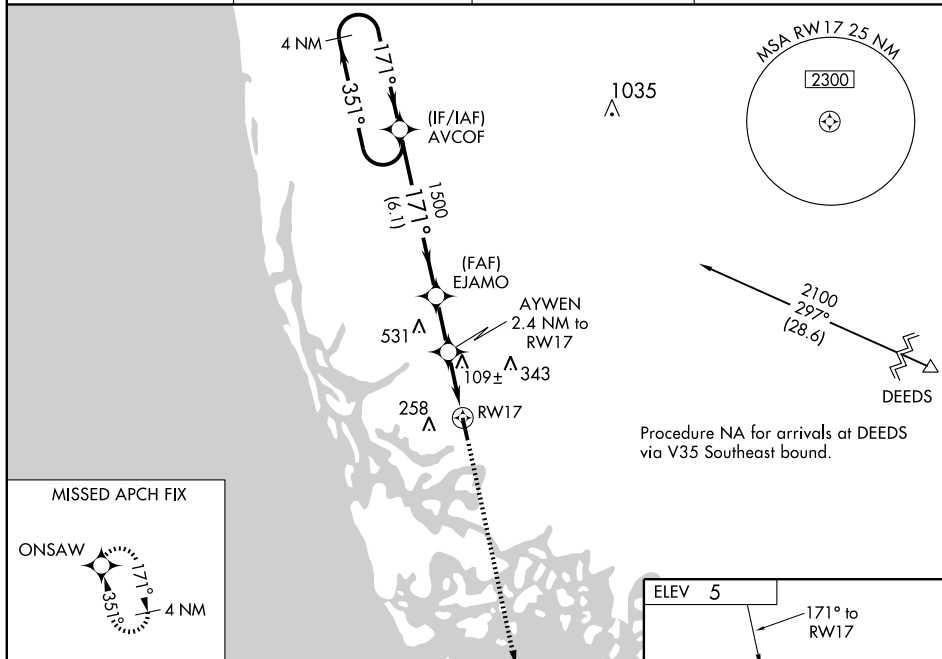 4 NM
171°
351°
(IF/IAF)
AVCOF
1500
171°
(6.1)
(FAF)
EJAMO
AYWEN
2.4 NM to
RW17
531
109±
343
258
RW17
1035
MSA RW17 25 NM
2300
2100
297°
(28.6)
DEEDS
Procedure NA for arrivals at DEEDS
via V35 Southeast bound.
MISSED APCH FIX
ONSAW
171°
351°
4 NM
ELEV 5
171° to
RW17